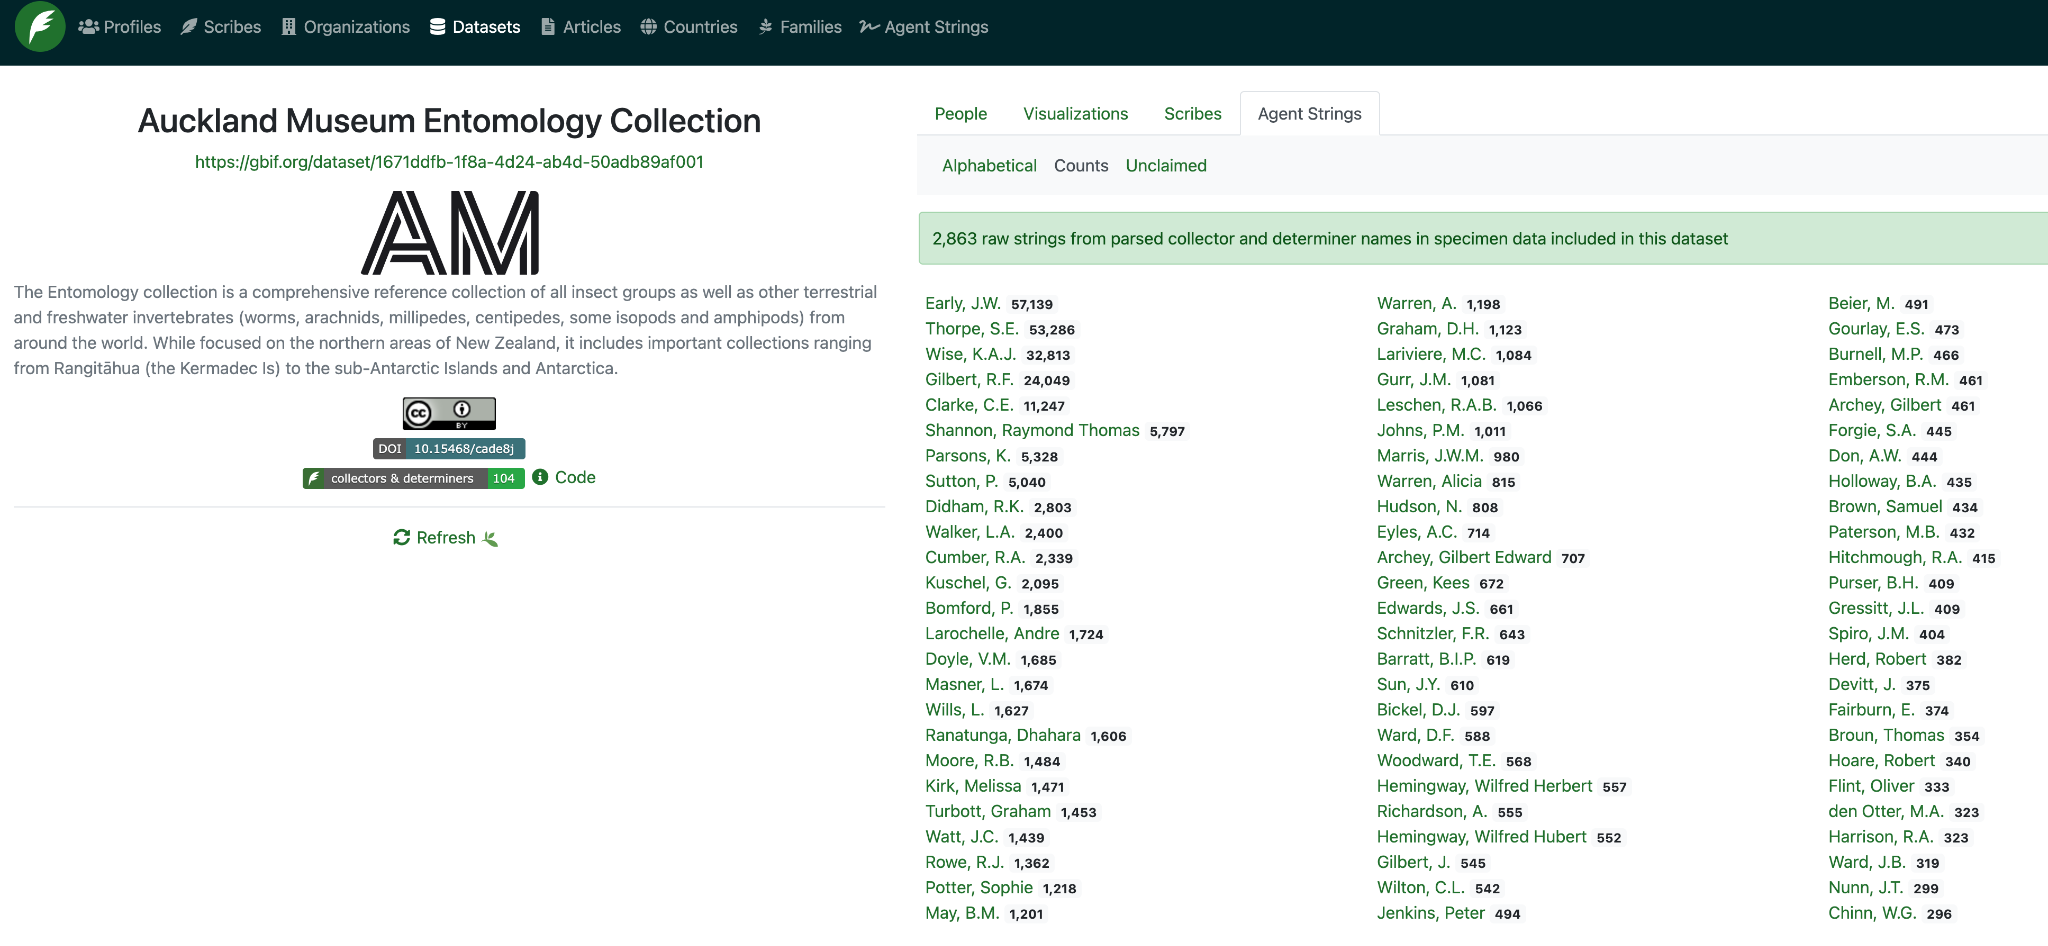 Profiles Scribes Organizations Datasets Articles Countries Families Agent Strings
Auckland Museum Entomology Collection
https://gbif.org/dataset/1671ddfb-1f8a-4d24-ab4d-50adb89af001
AM
The Entomology collection is a comprehensive reference collection of all insect groups as well as other terrestrial
and freshwater invertebrates (worms, arachnids, millipedes, centipedes, some isopods and amphipods) from
around the world. While focused on the northern areas of New Zealand, it includes important collections ranging
from Rangitāhua (the Kermadec Is) to the sub-Antarctic Islands and Antarctica.
cc BY
DOI 10.15468/cade8j
collectors & determiners 104 Code
Refresh
People Visualizations Scribes Agent Strings
Alphabetical Counts Unclaimed
2,863 raw strings from parsed collector and determiner names in specimen data included in this dataset
Early, J.W. 57,139
Thorpe, S.E. 53,286
Wise, K.A.J. 32,813
Gilbert, R.F. 24,049
Clarke, C.E. 11,247
Shannon, Raymond Thomas 5,797
Parsons, K. 5,328
Sutton, P. 5,040
Didham, R.K. 2,803
Walker, L.A. 2,400
Cumber, R.A. 2,339
Kuschel, G. 2,095
Bomford, P. 1,855
Larochelle, Andre 1,724
Doyle, V.M. 1,685
Masner, L. 1,674
Wills, L. 1,627
Ranatunga, Dhahara 1,606
Moore, R.B. 1,484
Kirk, Melissa 1,471
Turbott, Graham 1,453
Watt, J.C. 1,439
Rowe, R.J. 1,362
Potter, Sophie 1,218
May, B.M. 1,201
Warren, A. 1,198
Graham, D.H. 1,123
Lariviere, M.C. 1,084
Gurr, J.M. 1,081
Leschen, R.A.B. 1,066
Johns, P.M. 1,011
Marris, J.W.M. 980
Warren, Alicia 815
Hudson, N. 808
Eyles, A.C. 714
Archey, Gilbert Edward 707
Green, Kees 672
Edwards, J.S. 661
Schnitzler, F.R. 643
Barratt, B.I.P. 619
Sun, J.Y. 610
Bickel, D.J. 597
Ward, D.F. 588
Woodward, T.E. 568
Hemingway, Wilfred Herbert 557
Richardson, A. 555
Hemingway, Wilfred Hubert 552
Gilbert, J. 545
Wilton, C.L. 542
Jenkins, Peter 494
Beier, M. 491
Gourlay, E.S. 473
Burnell, M.P. 466
Emberson, R.M. 461
Archey, Gilbert 461
Forgie, S.A. 445
Don, A.W. 444
Holloway, B.A. 435
Brown, Samuel 434
Paterson, M.B. 432
Hitchmough, R.A. 415
Purser, B.H. 409
Gressitt, J.L. 409
Spiro, J.M. 404
Herd, Robert 382
Devitt, J. 375
Fairburn, E. 374
Broun, Thomas 354
Hoare, Robert 340
Flint, Oliver 333
den Otter, M.A. 323
Harrison, R.A. 323
Ward, J.B. 319
Nunn, J.T. 299
Chinn, W.G. 296